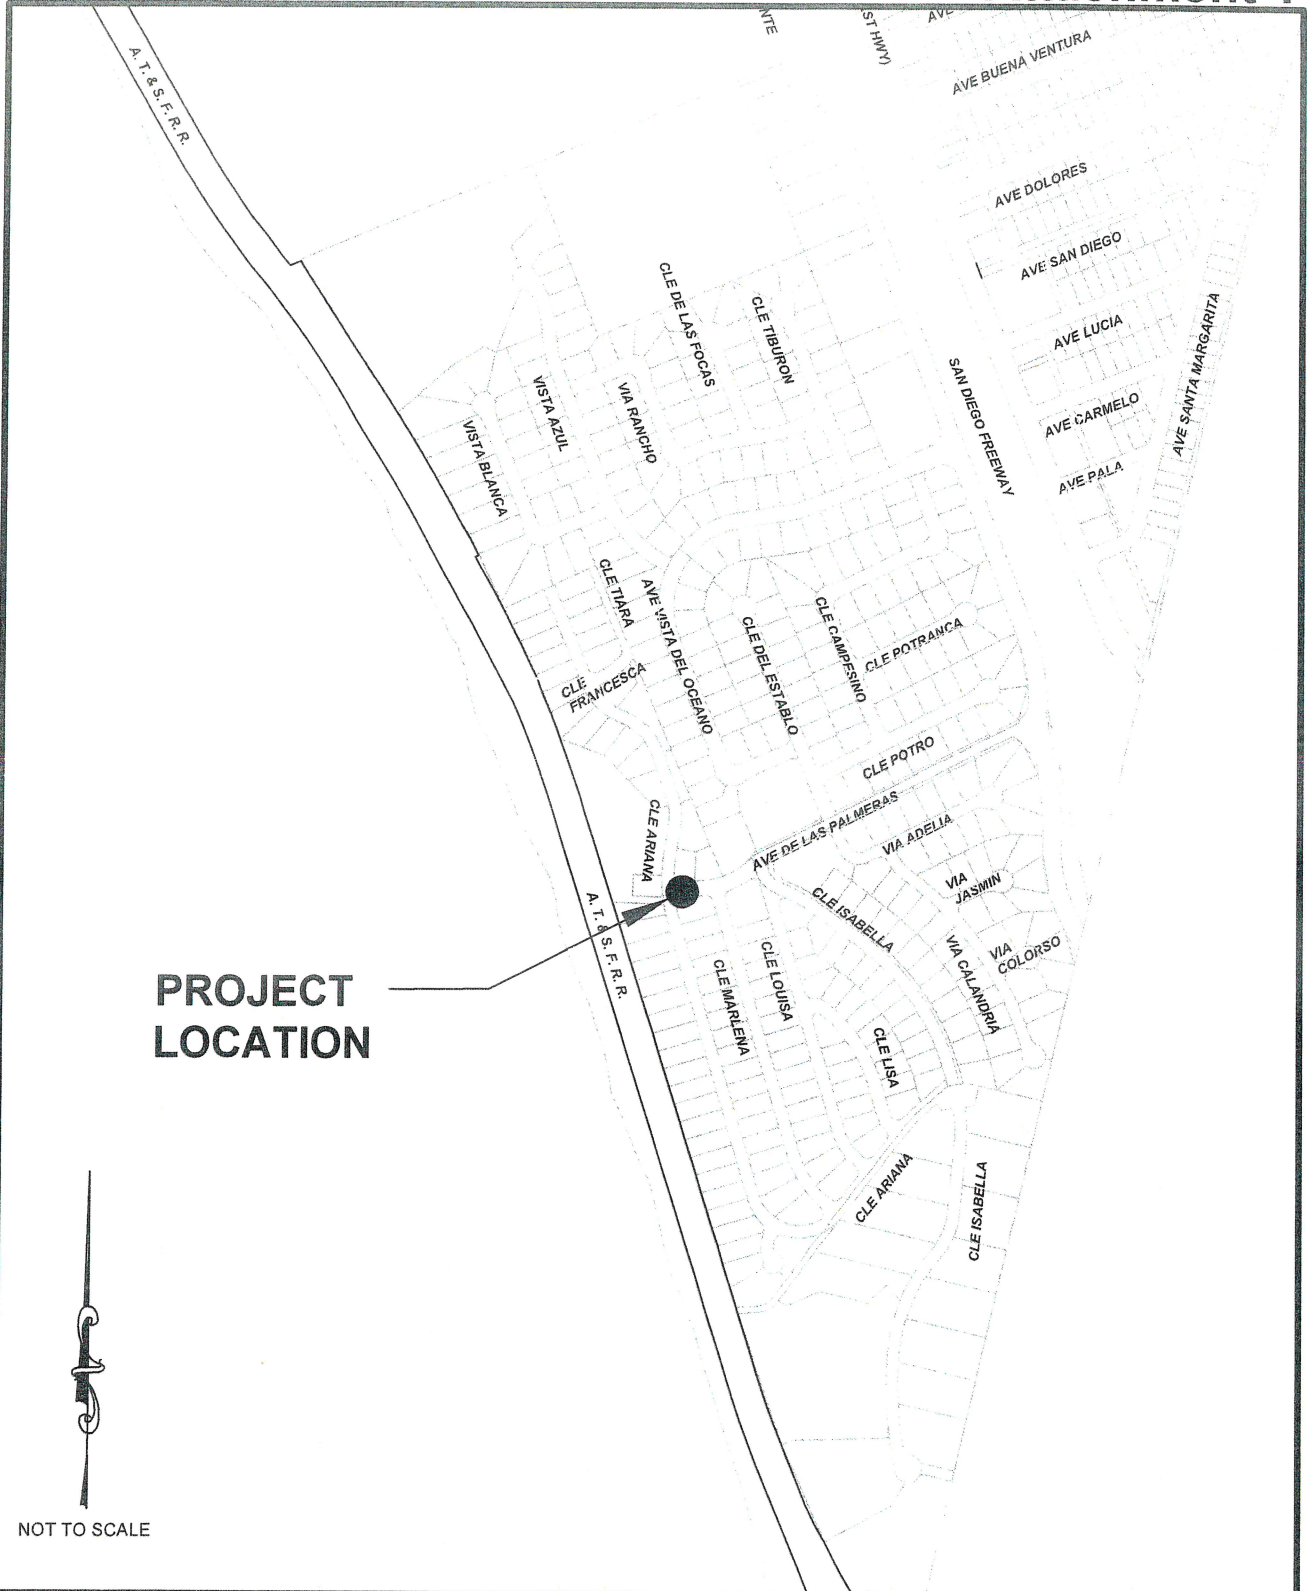 AVE
AVE BUENA VENTURA
A. T. & S. F. R. R.
AVE DOLORES
AVE SAN DIEGO
CLE DE LAS FOCAS
CLE TIBURON
AVE LUCIA
AVE SANTA MARGARITA
SAN DIEGO FREEWAY
VISTA AZUL
VIA RANCHO
AVE CARMELO
VISTA BLANCA
AVE PALA
CLE TIARA
AVE VISTA DEL OCEANO
CLE DEL ESTABLO
CLE CAMPESINO
CLE POTRANCA
CLE
FRANCESCA
CLE POTRO
CLE ARIANA
AVE DE LAS PALMERAS
VIA ADELIA
VIA
JASMIN
CLE ISABELLA
A. T. & S. F. R. R.
CLE LOUISA
CLE MARLENA
VIA CALANDRIA
VIA
COLORSO
PROJECT
LOCATION
CLE LISA
CLE ARIANA
CLE ISABELLA
NOT TO SCALE